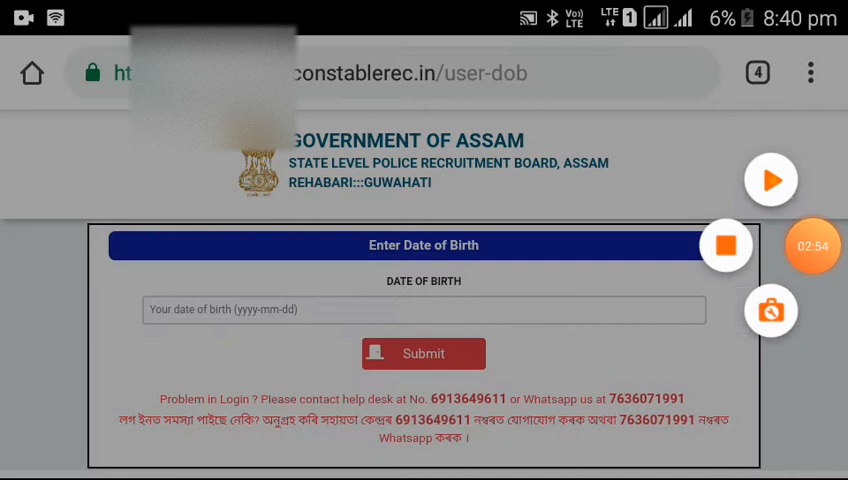 LTE 1 6% 8:40 pm
constablerec.in/user-dob 4
GOVERNMENT OF ASSAM
STATE LEVEL POLICE RECRUITMENT BOARD, ASSAM
REHABARI:::GUWAHATI
Enter Date of Birth
DATE OF BIRTH
02:54
Your date of birth (yyyy-mm-dd)
Submit
Problem in Login ? Please contact help desk at No. 6913649611 or Whatsapp us at 7636071991
লগ ইনত সমস্যা পাইছে নেকি? অনুগ্ৰহ কৰি সহায়তা কেন্দ্ৰৰ 6913649611 নম্বৰত যোগাযোগ কৰক অথবা 7636071991 নম্বৰত
Whatsapp কৰক ।